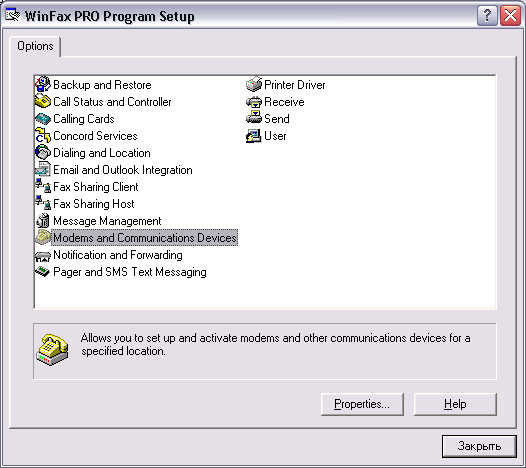 WinFax PRO Program Setup
Options
Backup and Restore
Call Status and Controller
Calling Cards
Concord Services
Dialing and Location
Email and Outlook Integration
Fax Sharing Client
Fax Sharing Host
Message Management
Modems and Communications Devices
Notification and Forwarding
Pager and SMS Text Messaging
Printer Driver
Receive
Send
User
Allows you to set up and activate modems and other communications devices for a
specified location.
Properties...
Help
Закрыть